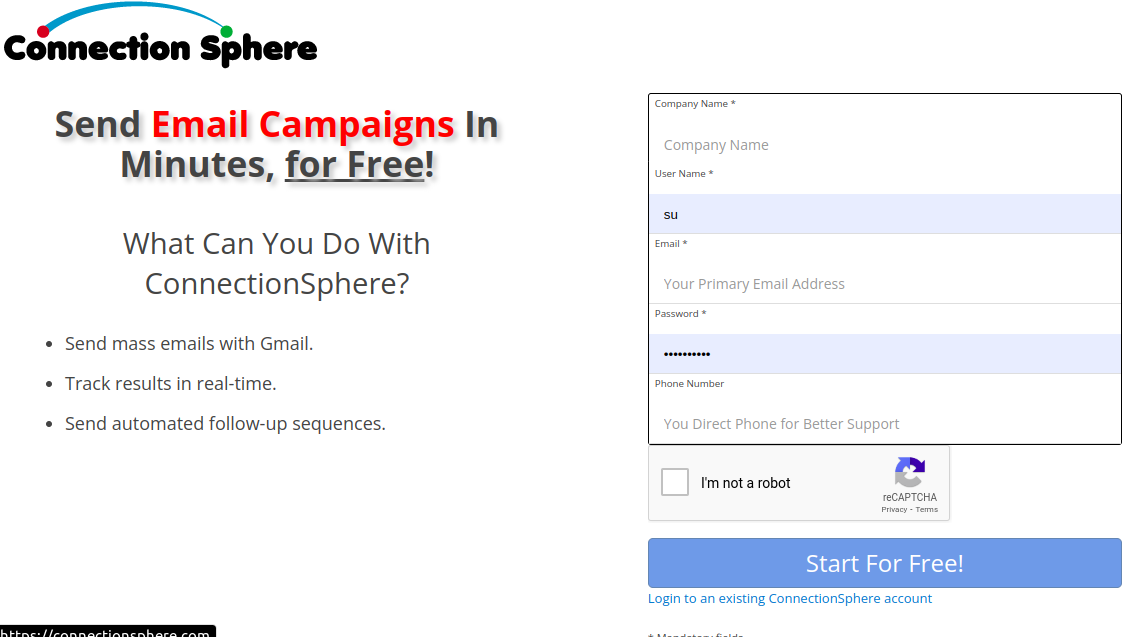 Connection Sphere
Send Email Campaigns In
Minutes, for Free!
What Can You Do With
ConnectionSphere?
Send mass emails with Gmail.
Track results in real-time.
Send automated follow-up sequences.
Company Name *
Company Name
User Name *
su
Email *
Your Primary Email Address
Password *
••••••••••
Phone Number
You Direct Phone for Better Support
I'm not a robot
reCAPTCHA
Privacy - Terms
Start For Free!
Login to an existing ConnectionSphere account
* Mandatory fields
https://connectionsphere.com